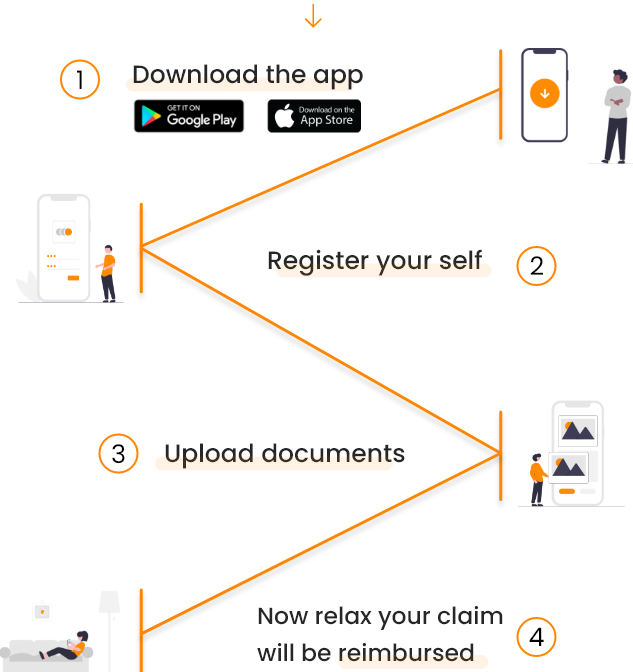 1
Download the app
GET IT ON
Google Play
Download on the
App Store
Register your self
2
3
Upload documents
Now relax your claim
will be reimbursed
4